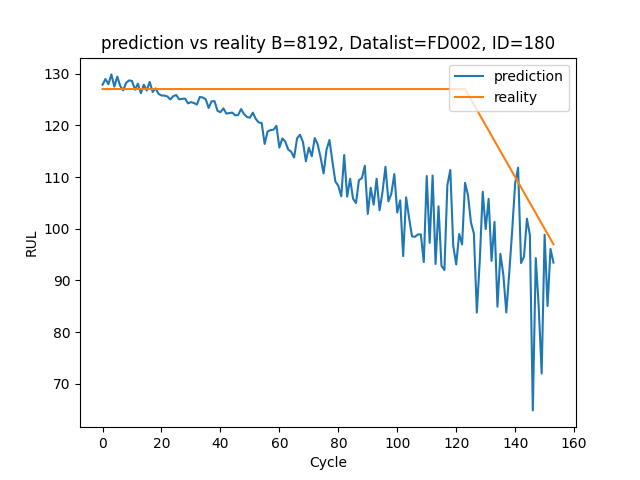 prediction vs reality B=8192, Datalist=FD002, ID=180
prediction
reality
RUL
130
120
110
100
90
80
70
0 20 40 60 80 100 120 140 160
Cycle